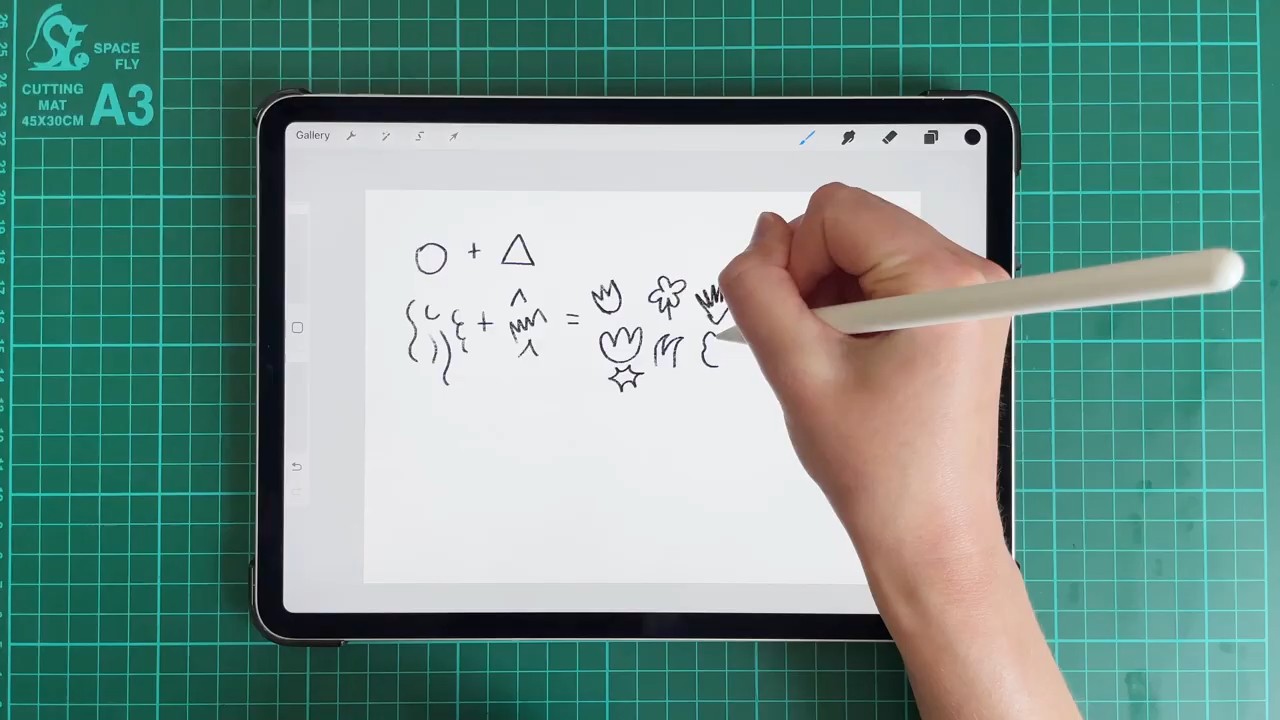 SPACE
FLY
CUTTING
MAT
45X30CM
A3
Gallery
+
+ =